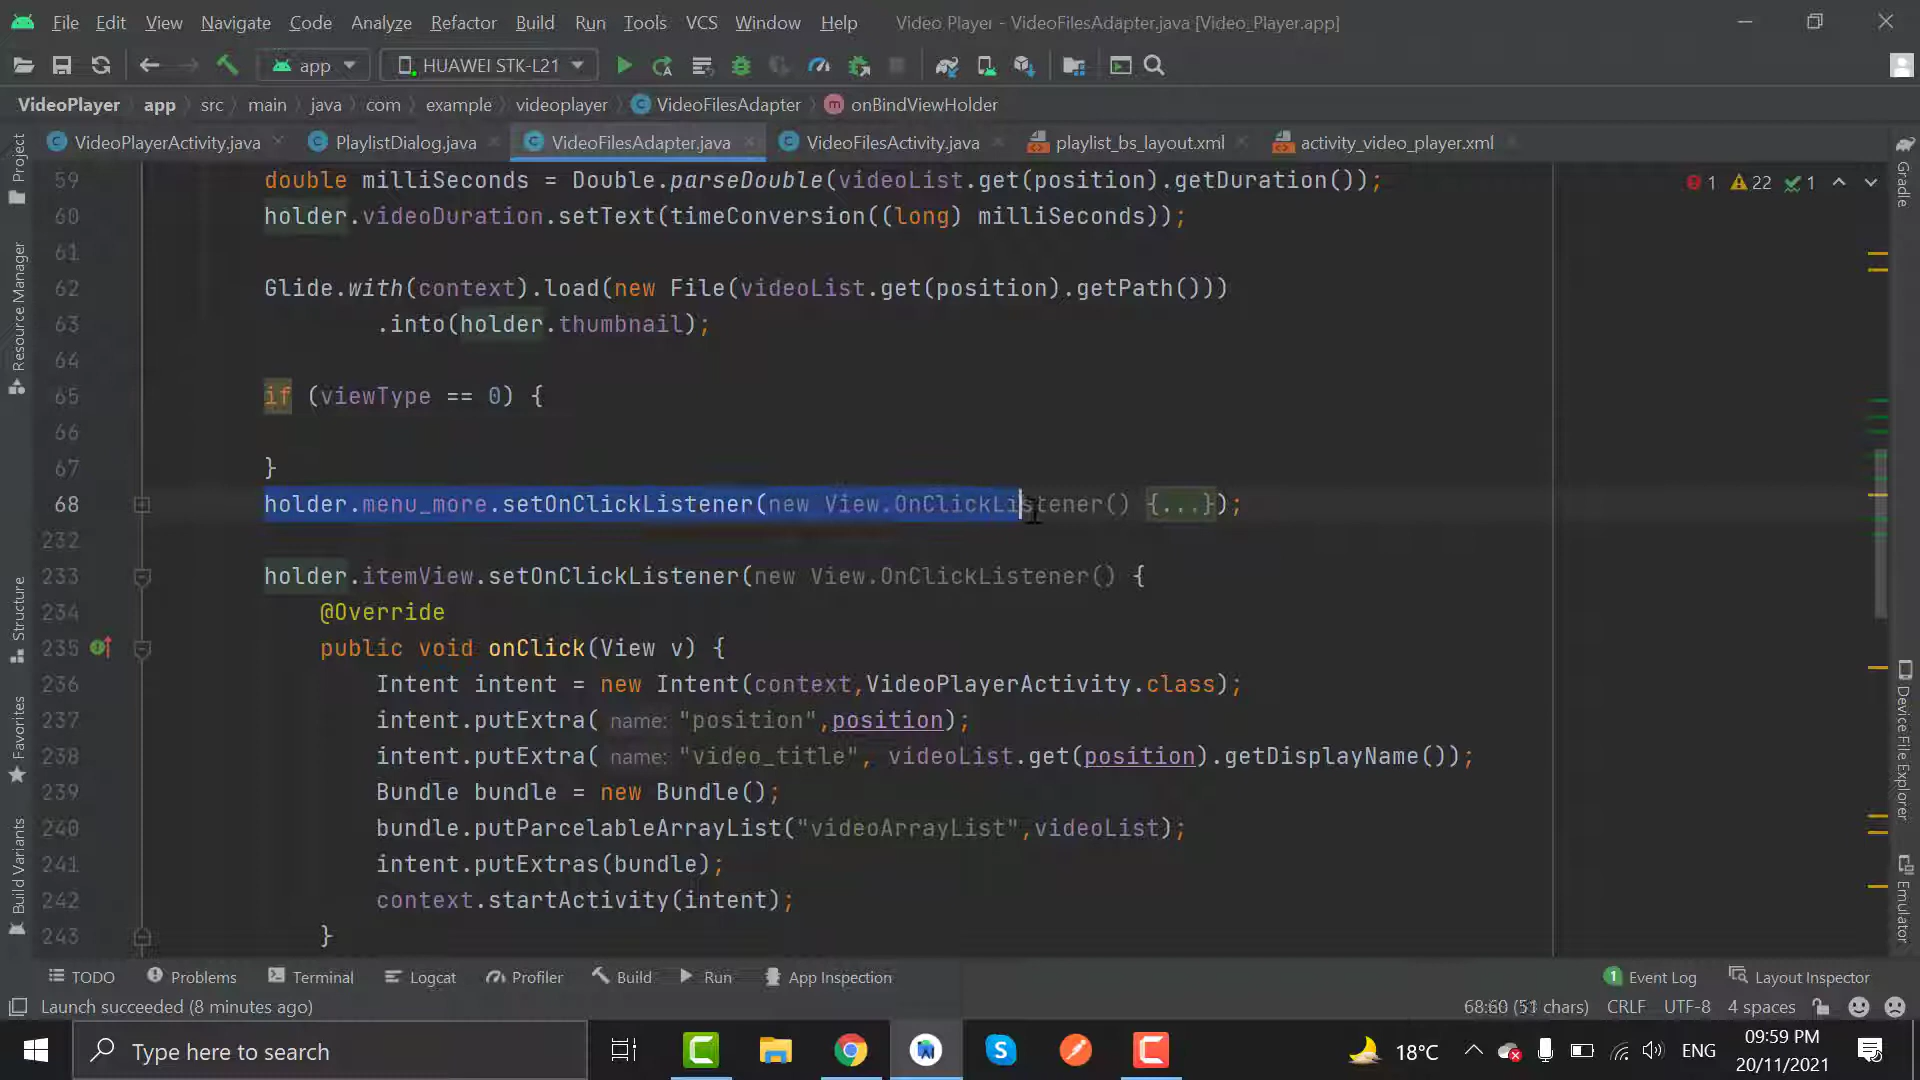 File Edit View Navigate Code Analyze Refactor Build Run Tools VCS Window Help Video Player - VideoFilesAdapter.java [Video_Player.app]
app HUAWEI STK-L21
VideoPlayer app src main java com example videoplayer VideoFilesAdapter onBindViewHolder
VideoPlayerActivity.java PlaylistDialog.java VideoFilesAdapter.java VideoFilesActivity.java playlist_bs_layout.xml activity_video_player.xml
1 22 1
59 double milliSeconds = Double.parseDouble(videoList.get(position).getDuration());
60 holder.videoDuration.setText(timeConversion((long) milliSeconds));
61
62 Glide.with(context).load(new File(videoList.get(position).getPath()))
63 .into(holder.thumbnail);
64
65 if (viewType == 0) {
66
67 }
68 holder.menu_more.setOnClickListener(new View.OnClickListener() {...});
232
233 holder.itemView.setOnClickListener(new View.OnClickListener() {
234 @Override
235 public void onClick(View v) {
236 Intent intent = new Intent(context,VideoPlayerActivity.class);
237 intent.putExtra( name: "position",position);
238 intent.putExtra( name: "video_title", videoList.get(position).getDisplayName());
239 Bundle bundle = new Bundle();
240 bundle.putParcelableArrayList("videoArrayList",videoList);
241 intent.putExtras(bundle);
242 context.startActivity(intent);
243 }
Project
Resource Manager
Structure
Favorites
Build Variants
Gradle
Device File Explorer
Emulator
TODO Problems Terminal Logcat Profiler Build Run App Inspection 1 Event Log Layout Inspector
Launch succeeded (8 minutes ago) 68:60 (51 chars) CRLF UTF-8 4 spaces
Type here to search 18°C ENG 09:59 PM
20/11/2021